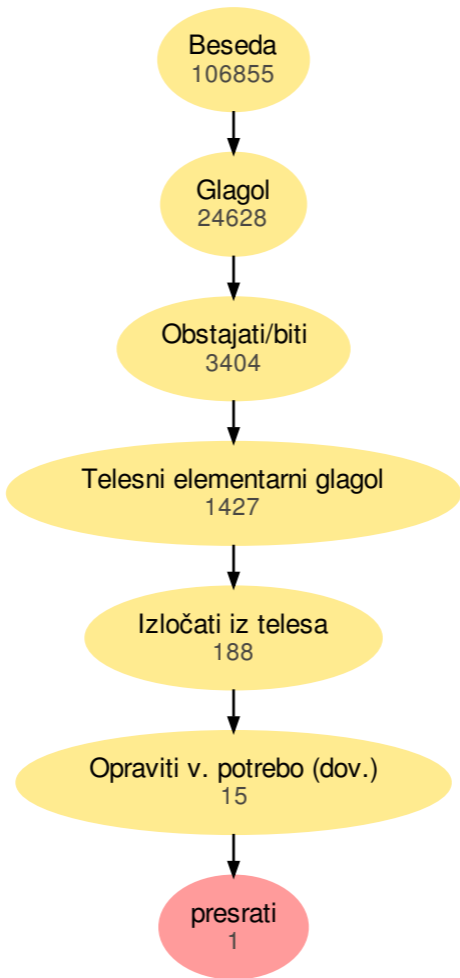 Beseda
106855
Glagol
24628
Obstajati/biti
3404
Telesni elementarni glagol
1427
Izločati iz telesa
188
Opraviti v. potrebo (dov.)
15
presrati
1